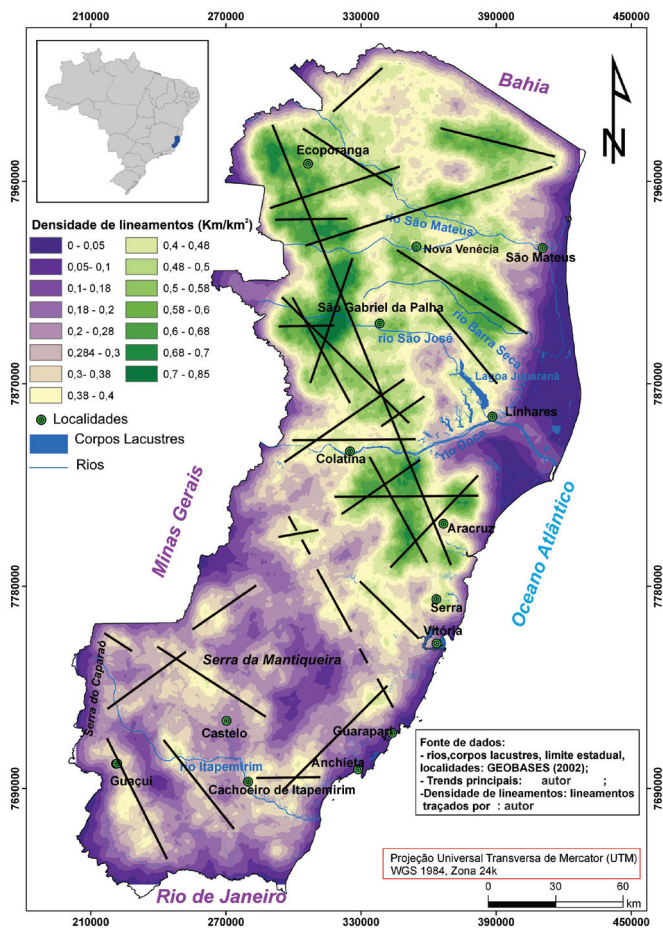 210000 270000 330000 390000 450000
Bahia
N
7960000
7960000
Ecoporanga
rio São Mateus
Nova Venécia
São Mateus
Densidade de lineamentos (Km/km²)
0 - 0,05
0,05- 0,1
0,1- 0,18
0,18 - 0,2
0,2 - 0,28
0,284 - 0,3
0,3- 0,38
0,38 - 0,4
0,4 - 0,48
0,48 - 0,5
0,5 - 0,58
0,58 - 0,6
0,6 - 0,68
0,68 - 0,7
0,7 - 0,85
Localidades
Corpos Lacustres
Rios
São Gabriel da Palha
rio São José
rio Barra Seca
7870000
7870000
Lagoa Juparanã
Linhares
rio Doce
Colatina
Minas Gerais
Aracruz
Oceano Atlântico
7780000
7780000
Serra
Vitória
Serra do Caparaó
Serra da Mantiqueira
Castelo
Guarapari
Anchieta
Guaçui
rio Itapemirim
Cachoeiro de Itapemirim
7690000
7690000
Fonte de dados:
- rios,corpos lacustres, limite estadual,
localidades: GEOBASES (2002);
- Trends principais: autor ;
-Densidade de lineamentos: lineamentos
traçados por : autor
Projeção Universal Transversa de Mercator (UTM)
WGS 1984, Zona 24k
0 30 60
km
Rio de Janeiro
210000 270000 330000 390000 450000